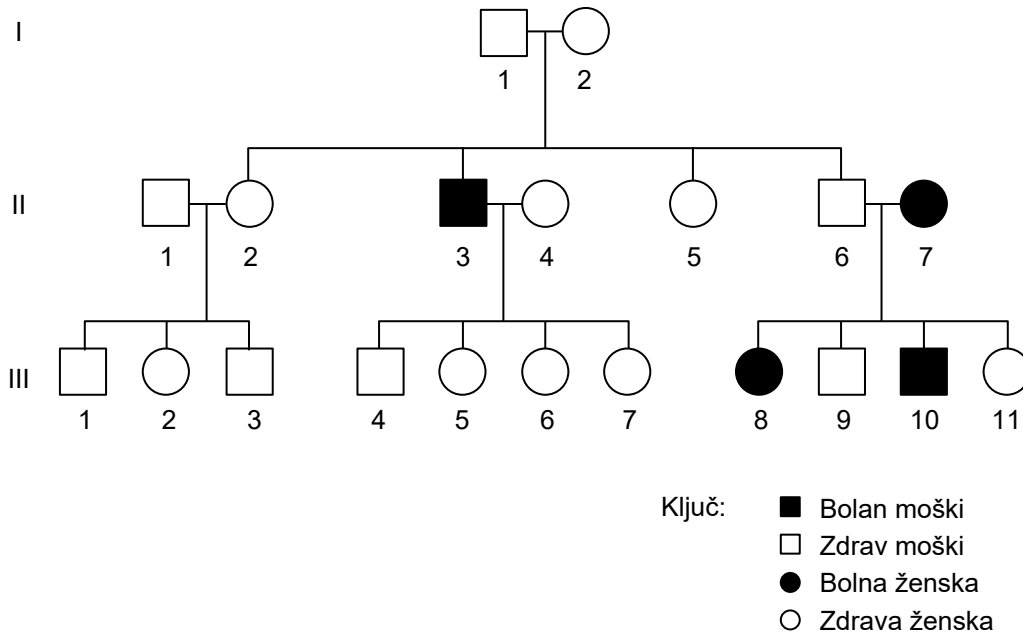 I
1 2
II
1 2 3 4 5 6 7
III
1 2 3 4 5 6 7 8 9 10 11
Ključ:
Bolan moški
Zdrav moški
Bolna ženska
Zdrava ženska